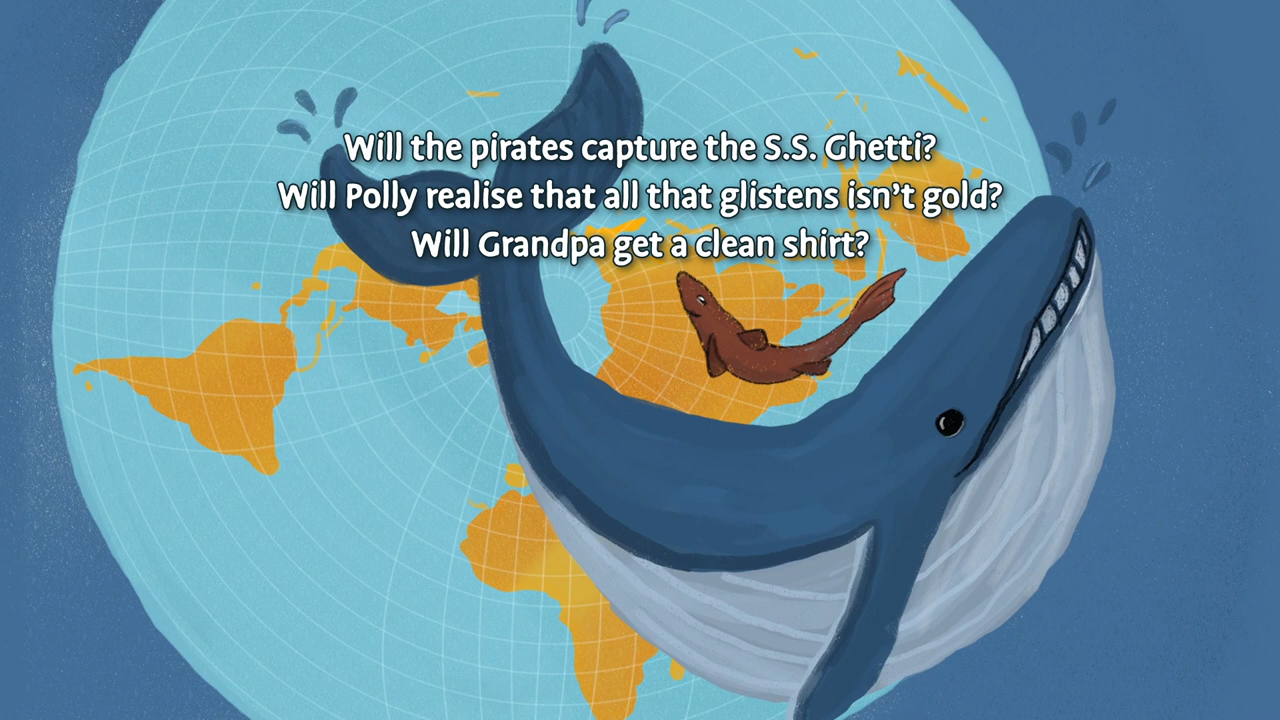 Will the pirates capture the S.S. Ghetti?
Will Polly realise that all that glistens isn’t gold?
Will Grandpa get a clean shirt?